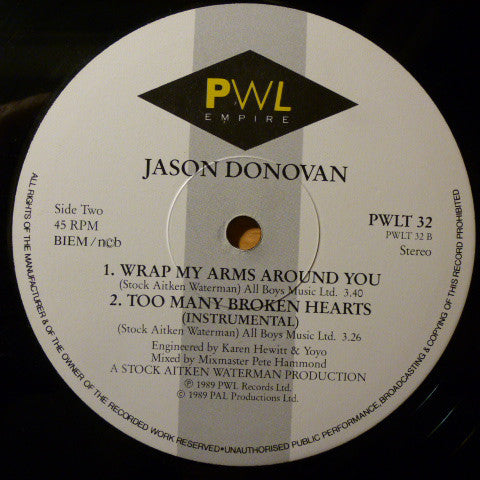 PWL
EMPIRE
JASON DONOVAN
Side Two
45 RPM
BIEM/ncb
PWLT 32
PWLT 32 B
Stereo
1. WRAP MY ARMS AROUND YOU
(Stock Aitken Waterman) All Boys Music Ltd. 3.40
2. TOO MANY BROKEN HEARTS
(INSTRUMENTAL)
(Stock Aitken Waterman) All Boys Music Ltd. 3.26
Engineered by Karen Hewitt & Yoyo
Mixed by Mixmaster Pete Hammond
A STOCK AITKEN WATERMAN PRODUCTION
℗ 1989 PWL Records Ltd.
© 1989 PAL Productions Ltd.
ALL RIGHTS OF THE MANUFACTURER & OF THE OWNER OF THE RECORDED WORK RESERVED•UNAUTHORISED PUBLIC PERFORMANCE, BROADCASTING & COPYING OF THIS RECORD PROHIBITED